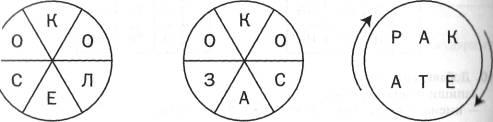 К
О О
С Л
Е
К
О О
З С
А
Р А К
А Т Е